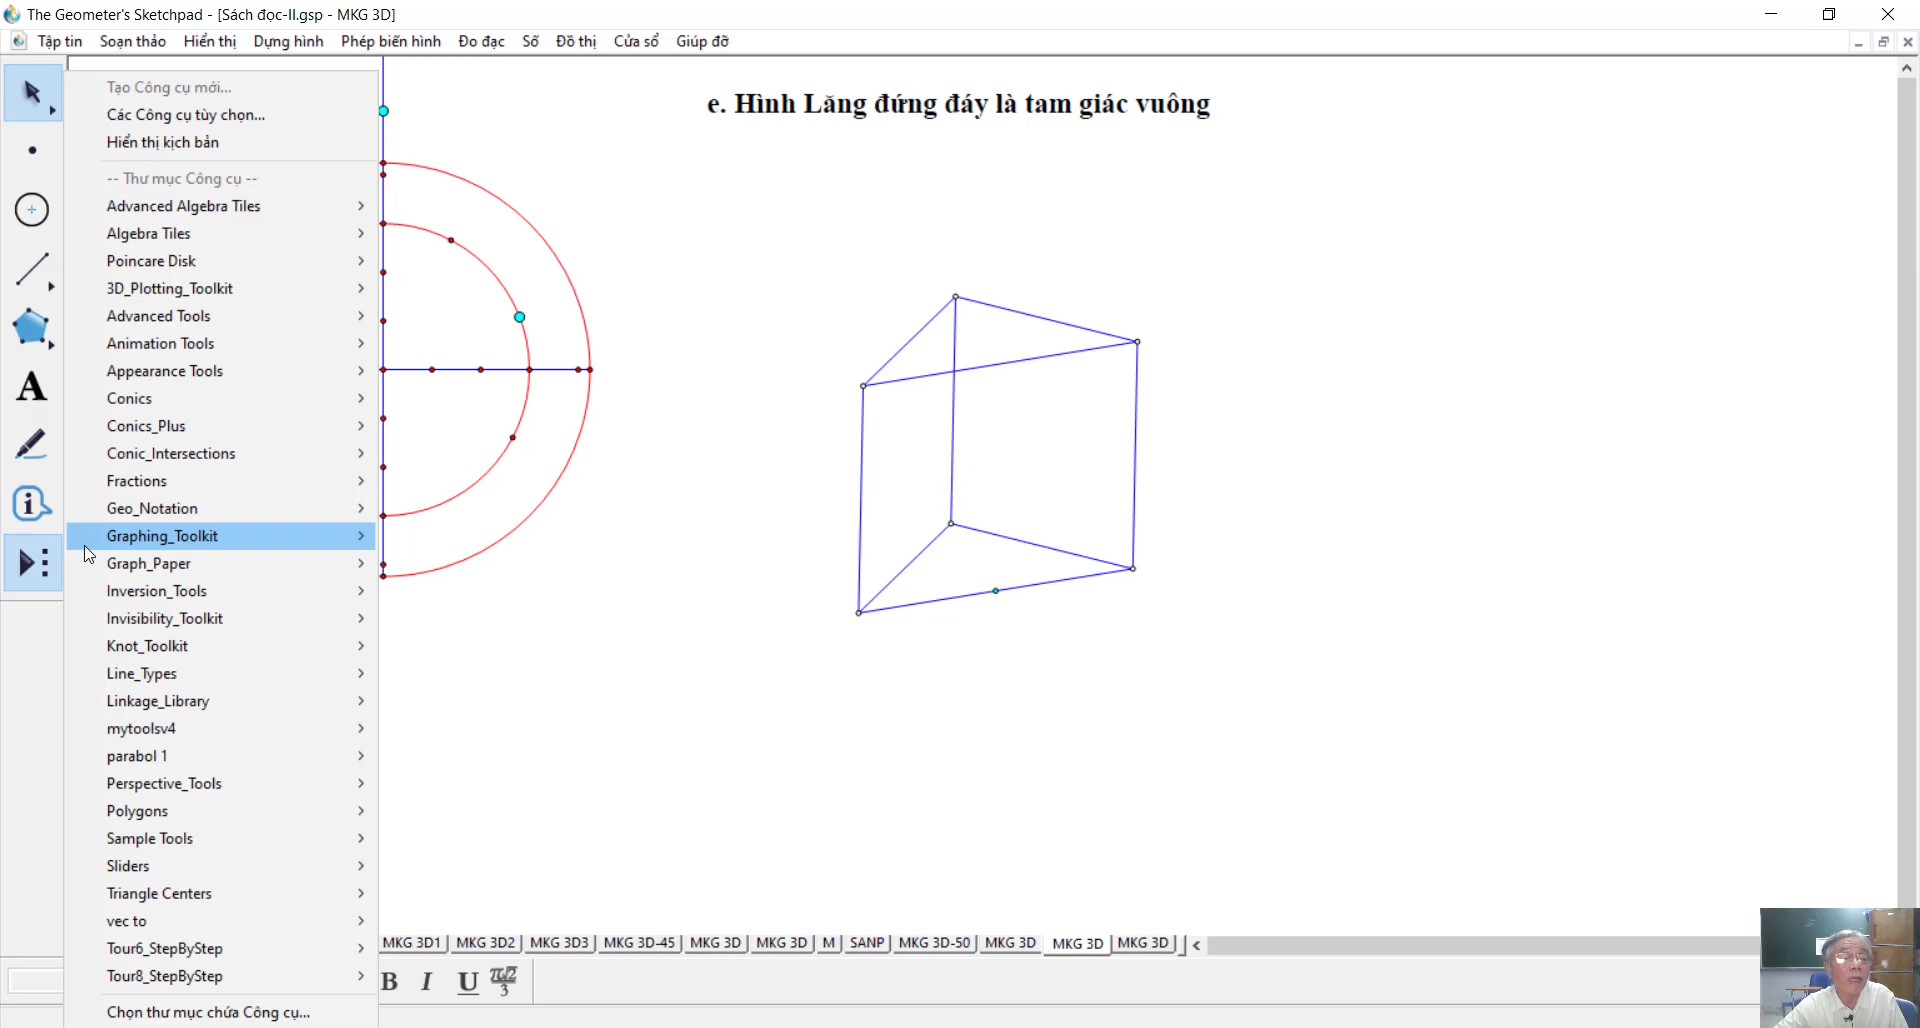 The Geometer's Sketchpad - [Sách đọc-II.gsp - MKG 3D]
Tập tin Soạn thảo Hiển thị Dựng hình Phép biến hình Đo đạc Số Đồ thị Cửa sổ Giúp đỡ
e. Hình Lăng đứng đáy là tam giác vuông
Tạo Công cụ mới...
Các Công cụ tùy chọn...
Hiển thị kịch bản
-- Thư mục Công cụ --
Advanced Algebra Tiles
Algebra Tiles
Poincare Disk
3D_Plotting_Toolkit
Advanced Tools
Animation Tools
Appearance Tools
Conics
Conics_Plus
Conic_Intersections
Fractions
Geo_Notation
Graphing_Toolkit
Graph_Paper
Inversion_Tools
Invisibility_Toolkit
Knot_Toolkit
Line_Types
Linkage_Library
mytoolsv4
parabol 1
Perspective_Tools
Polygons
Sample Tools
Sliders
Triangle Centers
vec to
Tour6_StepByStep
Tour8_StepByStep
Chọn thư mục chứa Công cụ...
A
i
MKG 3D1 MKG 3D2 MKG 3D3 MKG 3D-45 MKG 3D MKG 3D M SANP MKG 3D-50 MKG 3D MKG 3D MKG 3D
B I U π√2/3